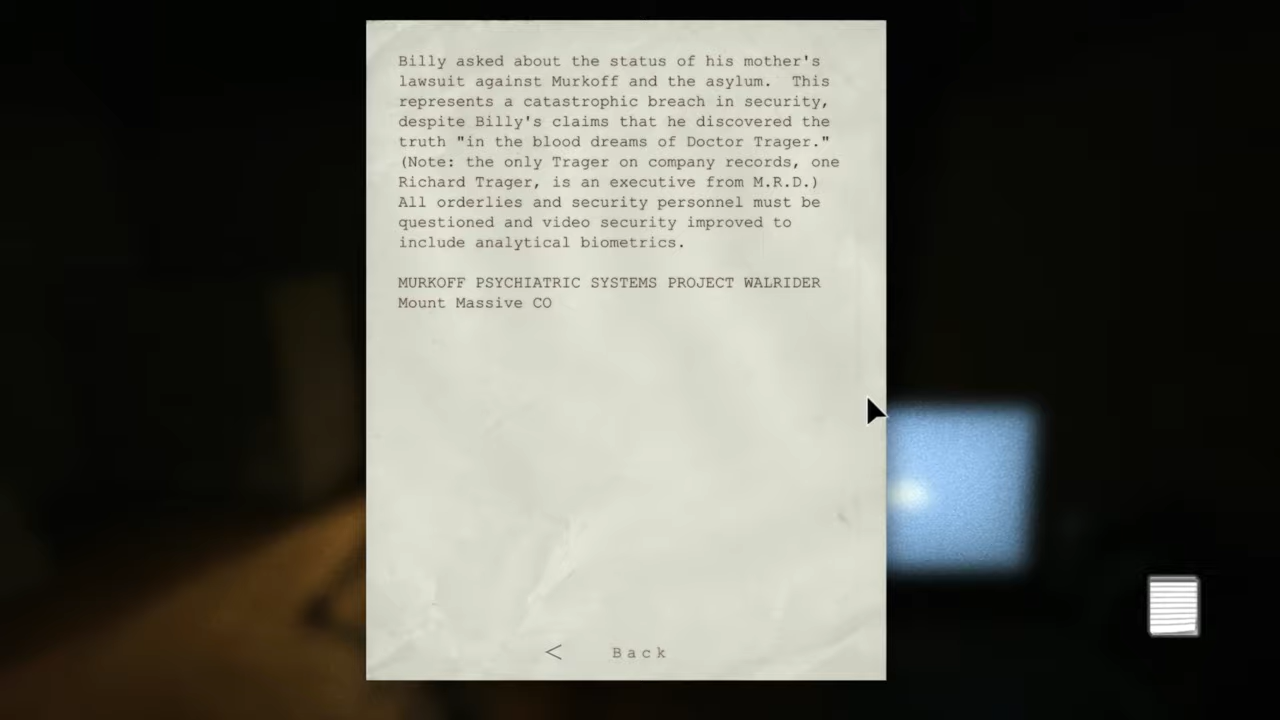 Billy asked about the status of his mother's
lawsuit against Murkoff and the asylum.  This
represents a catastrophic breach in security,
despite Billy's claims that he discovered the
truth "in the blood dreams of Doctor Trager."
(Note: the only Trager on company records, one
Richard Trager, is an executive from M.R.D.)
All orderlies and security personnel must be
questioned and video security improved to
include analytical biometrics.
MURKOFF PSYCHIATRIC SYSTEMS PROJECT WALRIDER
Mount Massive CO
< Back